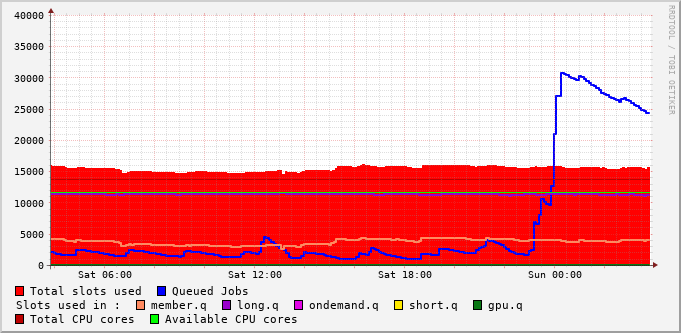 RRDTOOL / TOBI OETIKER
40000
35000
30000
25000
20000
15000
10000
5000
0
Sat 06:00 Sat 12:00 Sat 18:00 Sun 00:00
Total slots used Queued Jobs
Slots used in : member.q long.q ondemand.q short.q gpu.q
Total CPU cores Available CPU cores